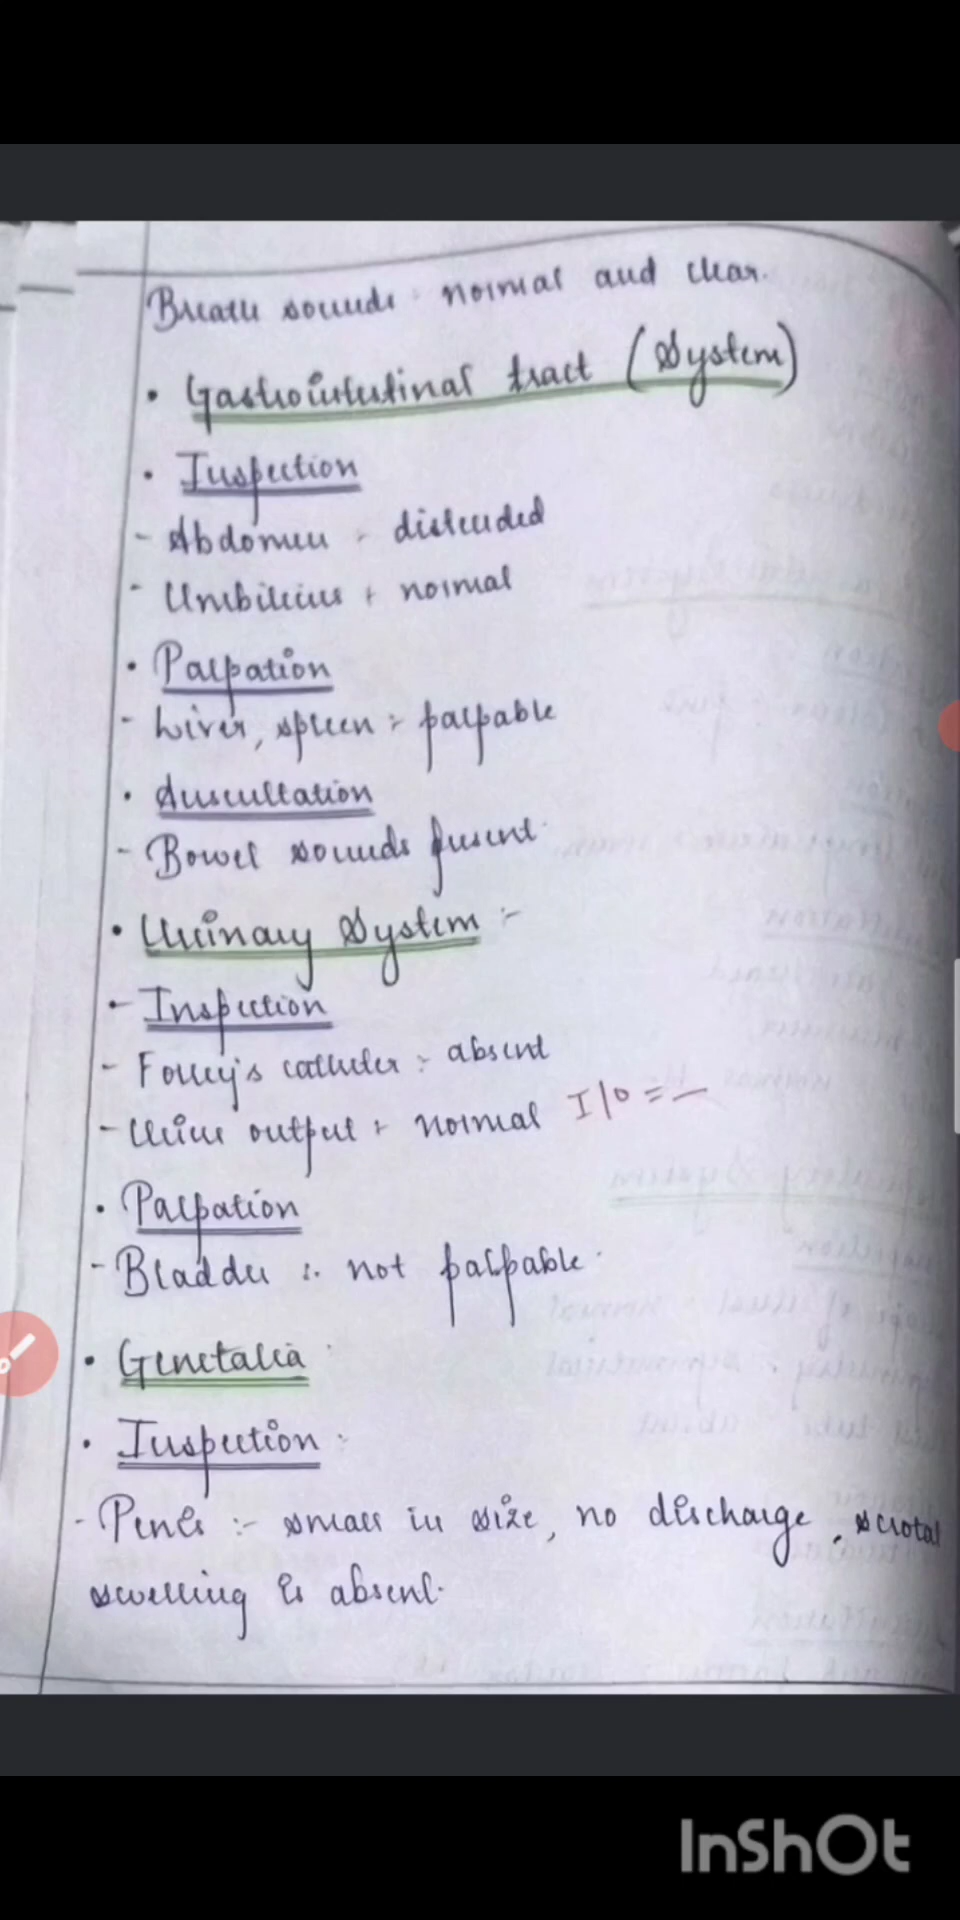 Breath sounds : normal and clear.
• Gastrointestinal tract (System)
• Inspection
- Abdomen :- distended
- Umbilicus :- normal
• Palpation
- Liver, spleen :- palpable
• Auscultation
- Bowel sounds present.
• Urinary System :-
- Inspection
- Folley's catheter :- absent
- Urine output :- normal I/O = –
• Palpation
- Bladder :- not palpable.
• Genetalia :
• Inspection :-
- Penis :- small in size, no discharge, scrotal
swelling is absent.
InShOt